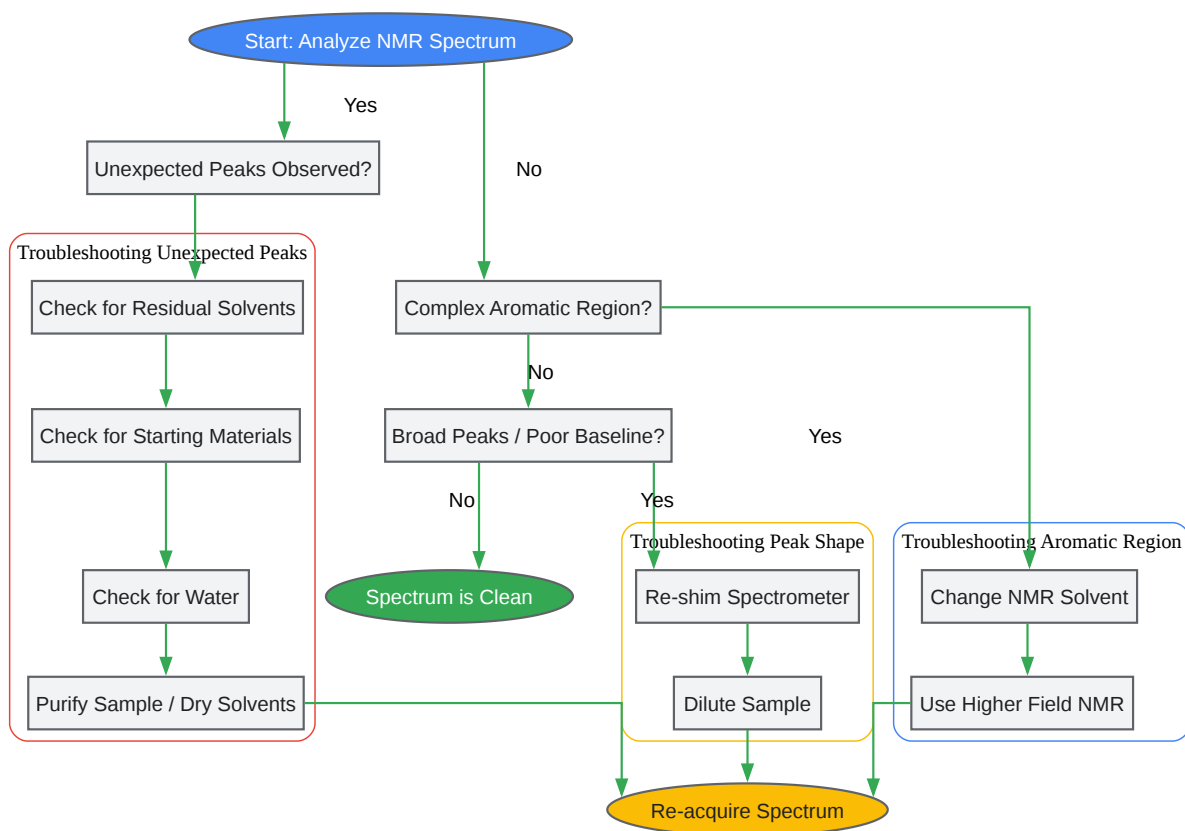 Start: Analyze NMR Spectrum
Yes
Unexpected Peaks Observed?
No
Troubleshooting Unexpected Peaks
Check for Residual Solvents
Complex Aromatic Region?
No
Check for Starting Materials
Broad Peaks / Poor Baseline?
Yes
No
Yes
Troubleshooting Peak Shape
Troubleshooting Aromatic Region
Check for Water
Spectrum is Clean
Re-shim Spectrometer
Change NMR Solvent
Purify Sample / Dry Solvents
Dilute Sample
Use Higher Field NMR
Re-acquire Spectrum